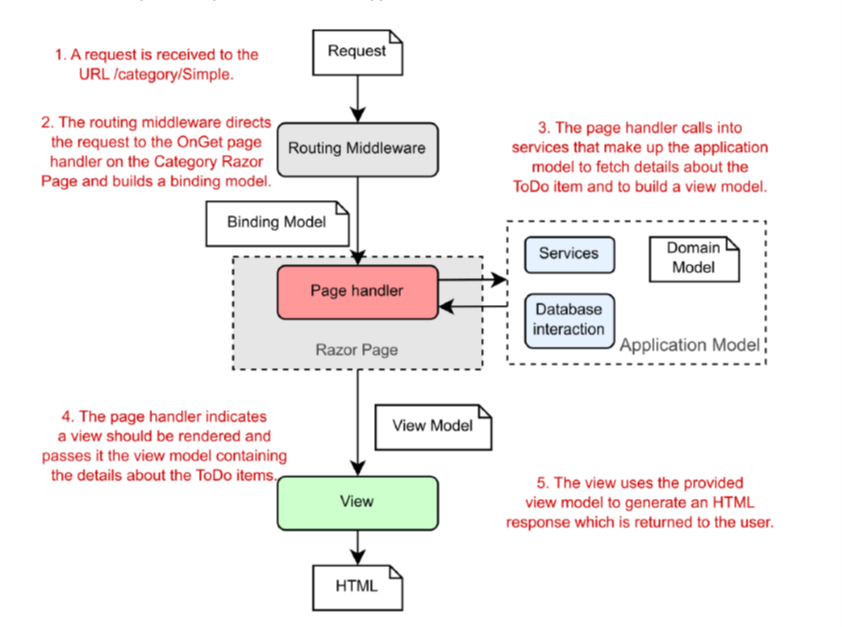 Request
1. A request is received to the
URL /category/Simple.
2. The routing middleware directs
the request to the OnGet page
handler on the Category Razor
Page and builds a binding model.
Routing Middleware
3. The page handler calls into
services that make up the application
model to fetch details about the
ToDo item and to build a view model.
Binding Model
Page handler
Razor Page
Services
Domain
Model
Database
interaction
Application Model
4. The page handler indicates
a view should be rendered and
passes it the view model containing
the details about the ToDo items.
View Model
View
5. The view uses the provided
view model to generate an HTML
response which is returned to the user.
HTML